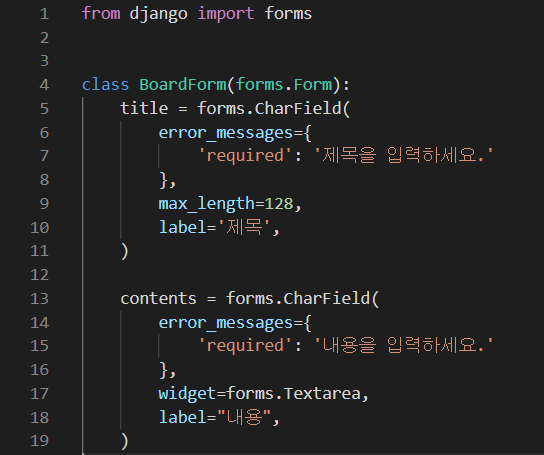 1 from django import forms
2
3
4 class BoardForm(forms.Form):
5     title = forms.CharField(
6         error_messages={
7             'required': '제목을 입력하세요.'
8         },
9         max_length=128,
10         label='제목',
11     )
12
13     contents = forms.CharField(
14         error_messages={
15             'required': '내용을 입력하세요.'
16         },
17         widget=forms.Textarea,
18         label="내용",
19     )